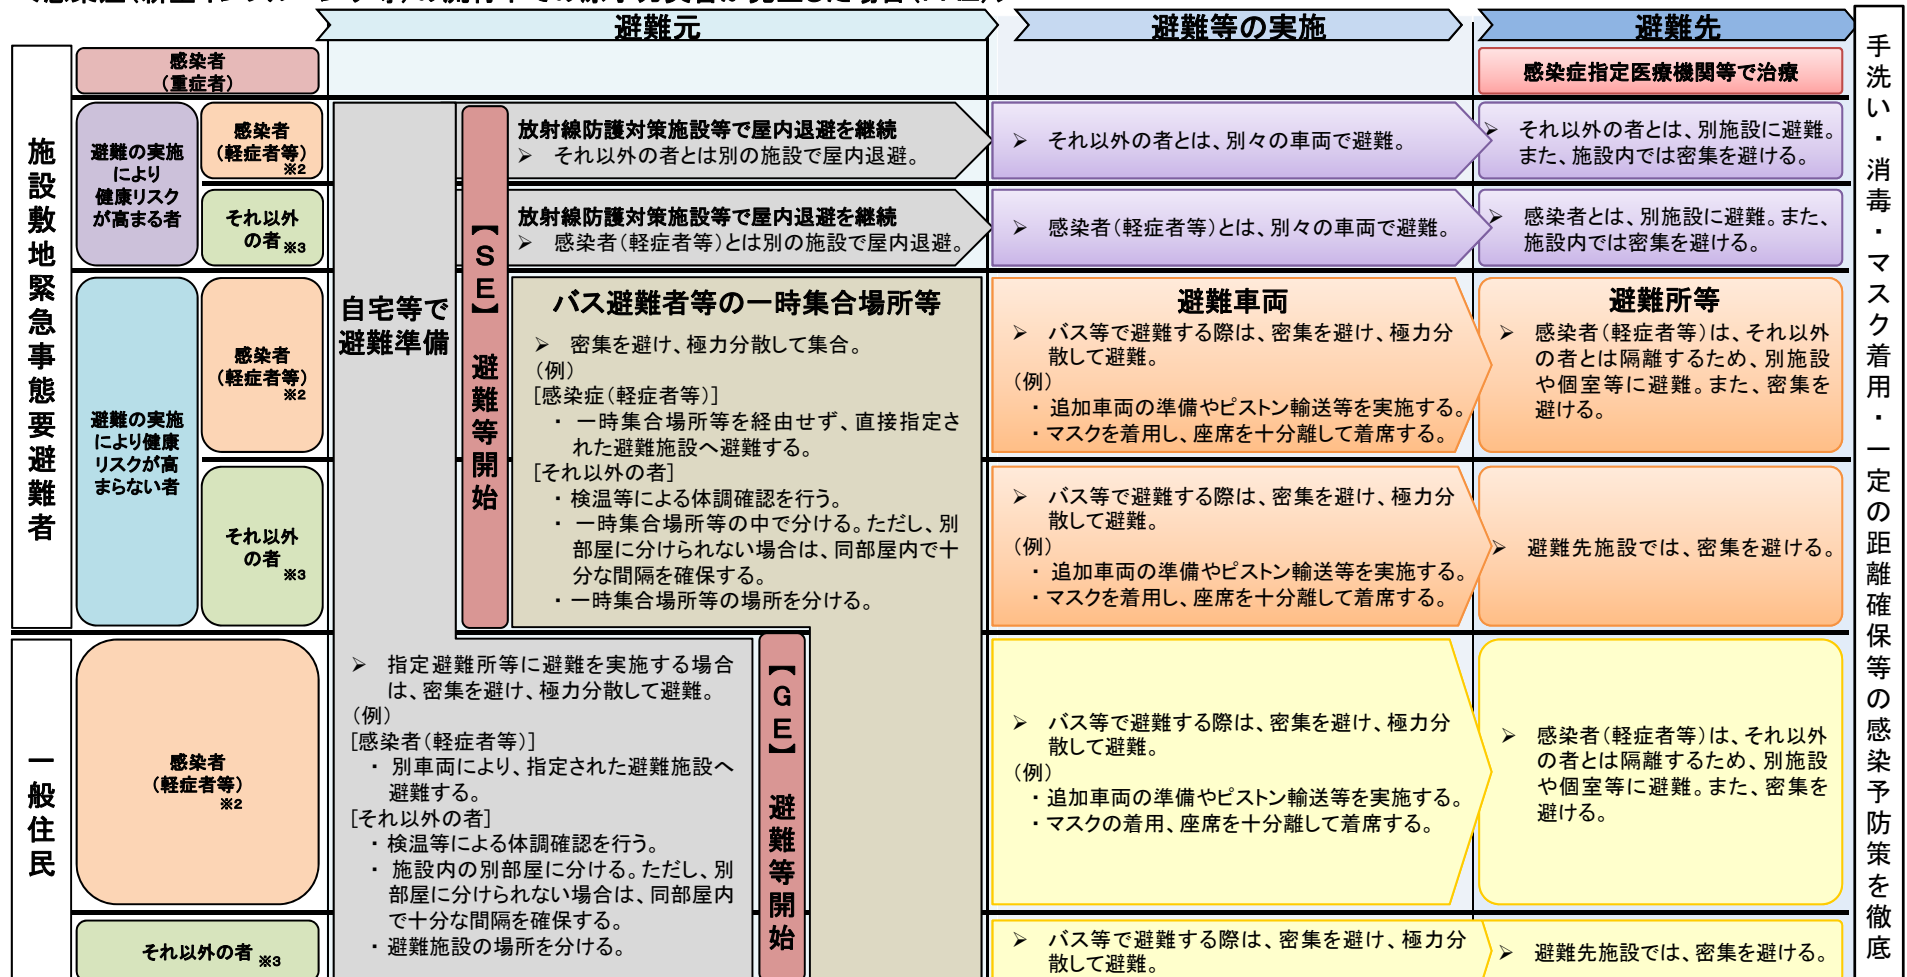 避難元
避難等の実施
避難先
施設敷地緊急事態要避難者
感染者
（重症者）
感染症指定医療機関等で治療
避難の実施
により
健康リスク
が高まる者
感染者
（軽症者等）
※2
それ以外
の者 ※3
自宅等で
避難準備
【SE】 避難等開始
放射線防護対策施設等で屋内退避を継続
➢ それ以外の者とは別の施設で屋内退避。
➢ それ以外の者とは、別々の車両で避難。
➢ それ以外の者とは、別施設に避難。
また、施設内では密集を避ける。
放射線防護対策施設等で屋内退避を継続
➢ 感染者（軽症者等）とは別の施設で屋内退避。
➢ 感染者（軽症者等）とは、別々の車両で避難。
➢ 感染者とは、別施設に避難。また、
施設内では密集を避ける。
避難の実施
により健康
リスクが高
まらない者
感染者
（軽症者等）
※2
それ以外
の者 ※3
バス避難者等の一時集合場所等
➢ 密集を避け、極力分散して集合。
（例）
[感染症（軽症者等）]
・ 一時集合場所等を経由せず、直接指定さ
れた避難施設へ避難する。
[それ以外の者]
・検温等による体調確認を行う。
・ 一時集合場所等の中で分ける。ただし、別
部屋に分けられない場合は、同部屋内で十
分な間隔を確保する。
・一時集合場所等の場所を分ける。
避難車両
➢ バス等で避難する際は、密集を避け、極力分
散して避難。
（例）
・ 追加車両の準備やピストン輸送等を実施する。
・マスクを着用し、座席を十分離して着席する。
避難所等
➢ 感染者（軽症者等）は、それ以外
の者とは隔離するため、別施設
や個室等に避難。また、密集を
避ける。
➢ バス等で避難する際は、密集を避け、極力分
散して避難。
（例）
・ 追加車両の準備やピストン輸送等を実施する。
・マスクを着用し、座席を十分離して着席する。
➢ 避難先施設では、密集を避ける。
一般住民
感染者
（軽症者等）
※2
それ以外の者 ※3
➢ 指定避難所等に避難を実施する場合
は、密集を避け、極力分散して避難。
（例）
[感染者（軽症者等）]
・ 別車両により、指定された避難施設へ
避難する。
[それ以外の者]
・検温等による体調確認を行う。
・ 施設内の別部屋に分ける。ただし、別
部屋に分けられない場合は、同部屋内
で十分な間隔を確保する。
・避難施設の場所を分ける。
【GE】 避難等開始
➢ バス等で避難する際は、密集を避け、極力分
散して避難。
（例）
・追加車両の準備やピストン輸送等を実施する。
・マスクの着用、座席を十分離して着席する。
➢ 感染者（軽症者等）は、それ以外
の者とは隔離するため、別施設
や個室等に避難。また、密集を
避ける。
➢ バス等で避難する際は、密集を避け、極力分
散して避難。
➢ 避難先施設では、密集を避ける。
手洗い・消毒・マスク着用・一定の距離確保等の感染予防策を徹底